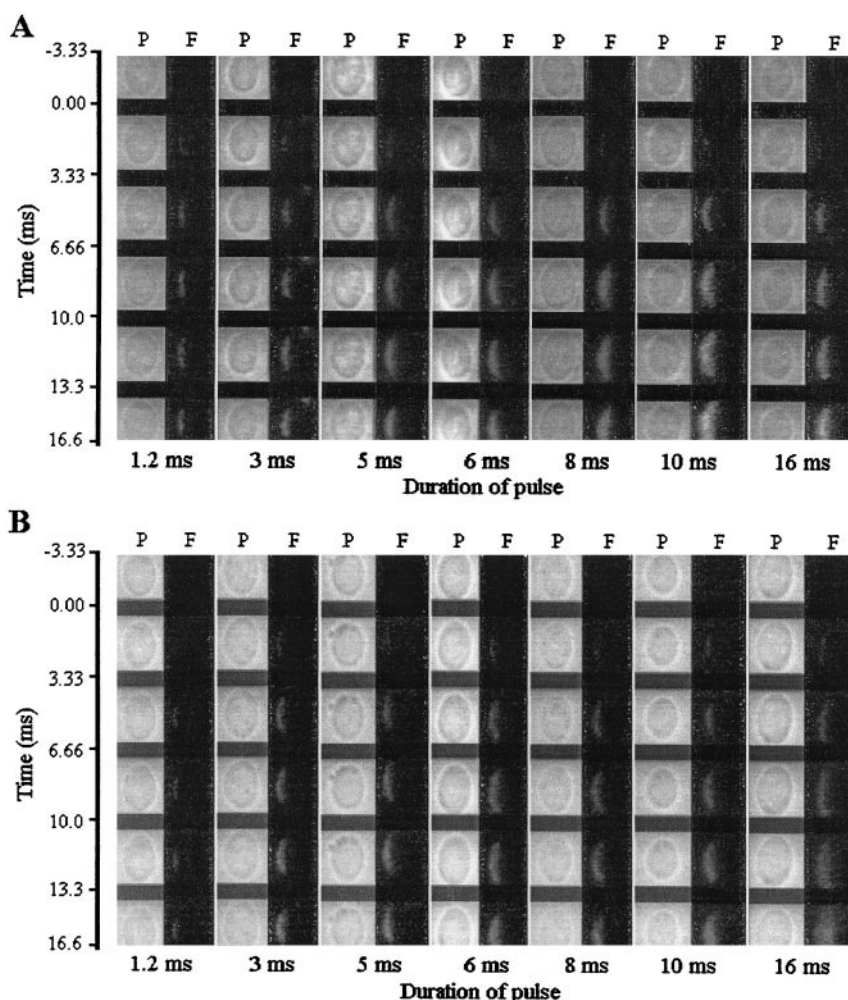 A
P F P F P F P F P F P F P F
-3.33
0.00
3.33
6.66
10.0
13.3
16.6
Time (ms)
1.2 ms 3 ms 5 ms 6 ms 8 ms 10 ms 16 ms
Duration of pulse
B
P F P F P F P F P F P F P F
-3.33
0.00
3.33
6.66
10.0
13.3
16.6
Time (ms)
1.2 ms 3 ms 5 ms 6 ms 8 ms 10 ms 16 ms
Duration of pulse